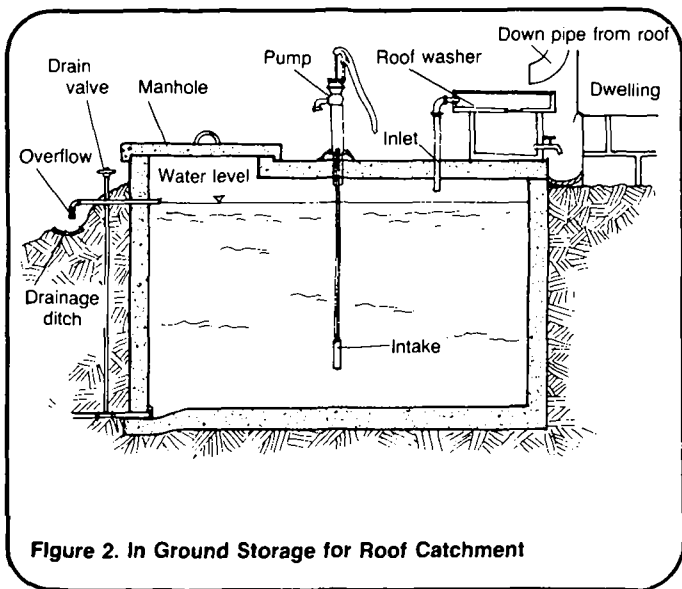 Down pipe from roof
Pump
Roof washer
Drain
valve
Manhole
Dwelling
Overflow
Inlet
Water level
Drainage
ditch
Intake
Figure 2. In Ground Storage for Roof Catchment